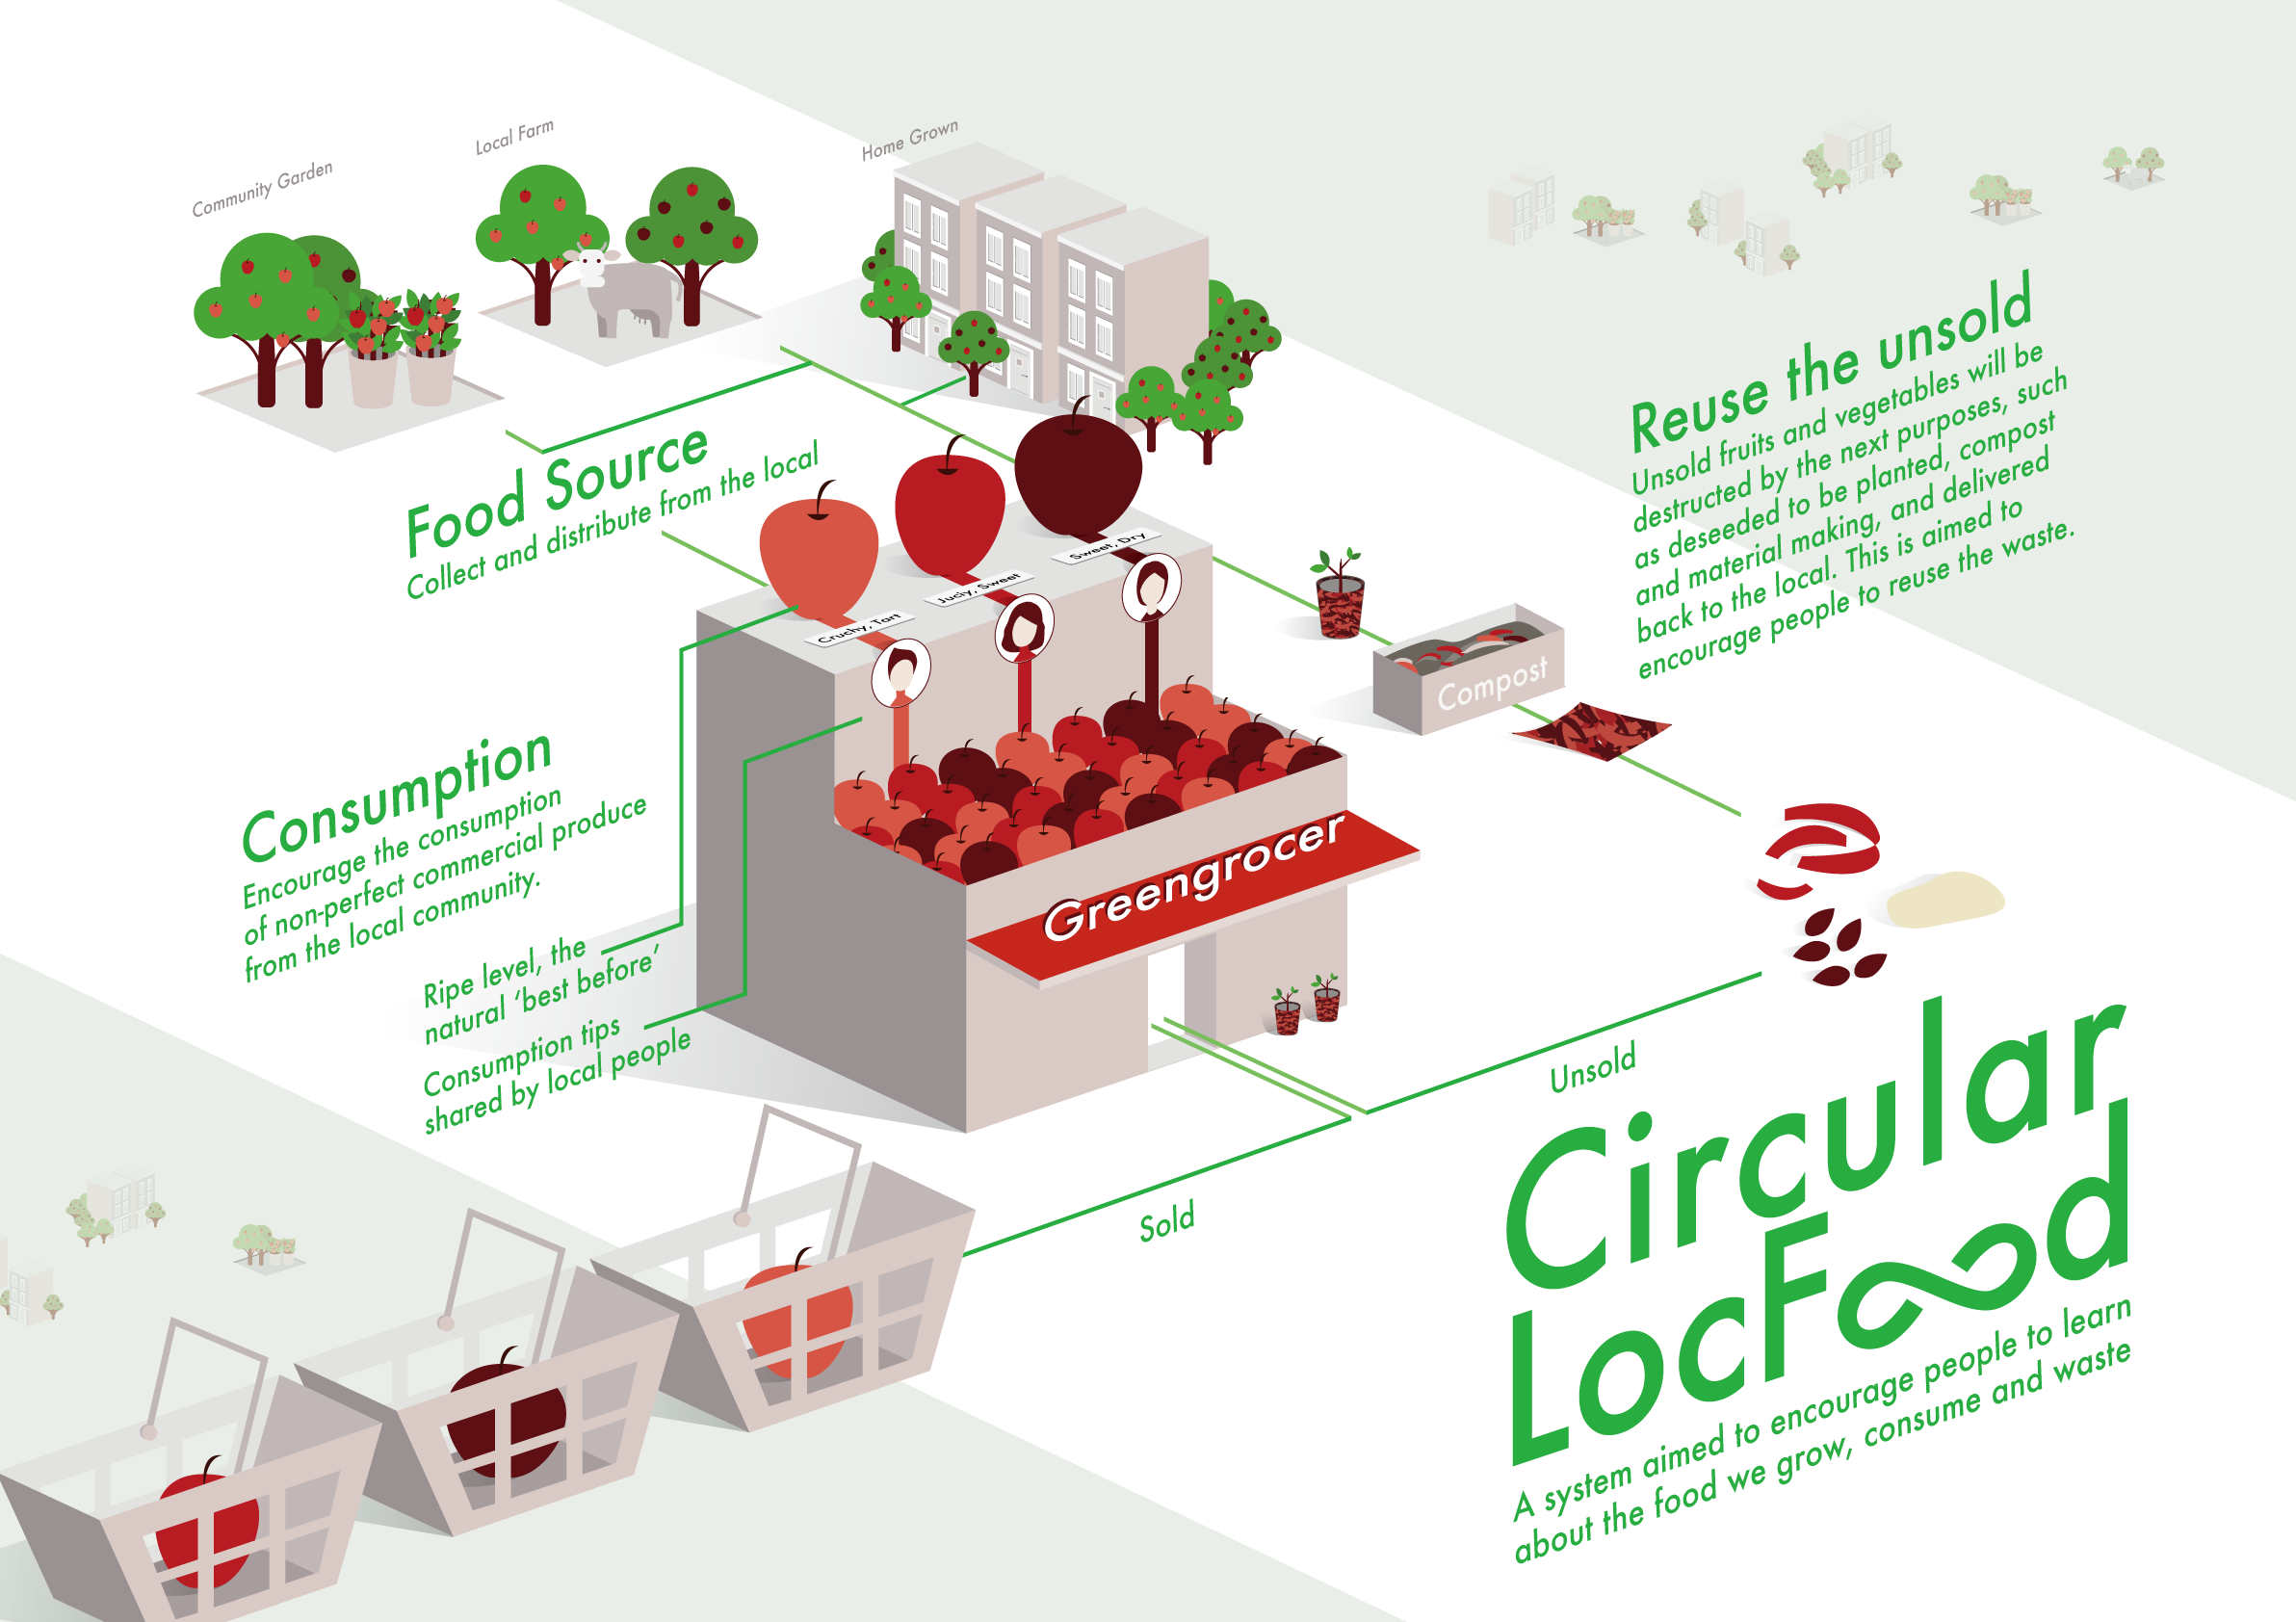 Community Garden
Local Farm
Home Grown
Food Source
Collect and distribute from the local
Reuse the unsold
Unsold fruits and vegetables will be
destructed by the next purposes, such
as deseeded to be planted, compost
and material making, and delivered
back to the local. This is aimed to
encourage people to reuse the waste.
Cruchy, Tart
Juciy, Sweet
Sweet, Dry
Compost
Greengrocer
Consumption
Encourage the consumption
of non-perfect commercial produce
from the local community.
Ripe level, the
natural ‘best before’
Consumption tips
shared by local people
Unsold
Sold
Circular
LocFood
A system aimed to encourage people to learn
about the food we grow, consume and waste